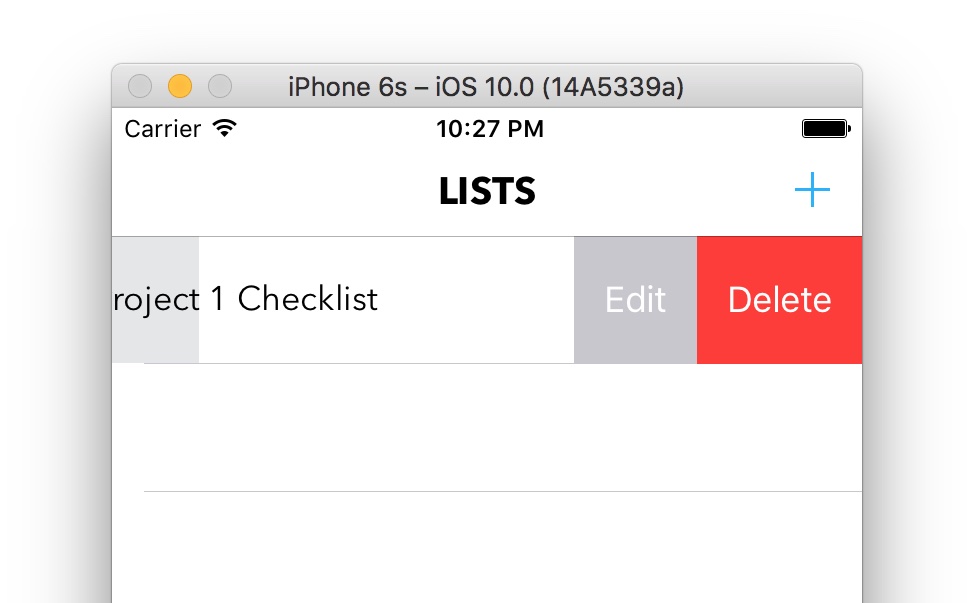 iPhone 6s – iOS 10.0 (14A5339a)
Carrier 10:27 PM
LISTS
roject 1 Checklist Edit Delete